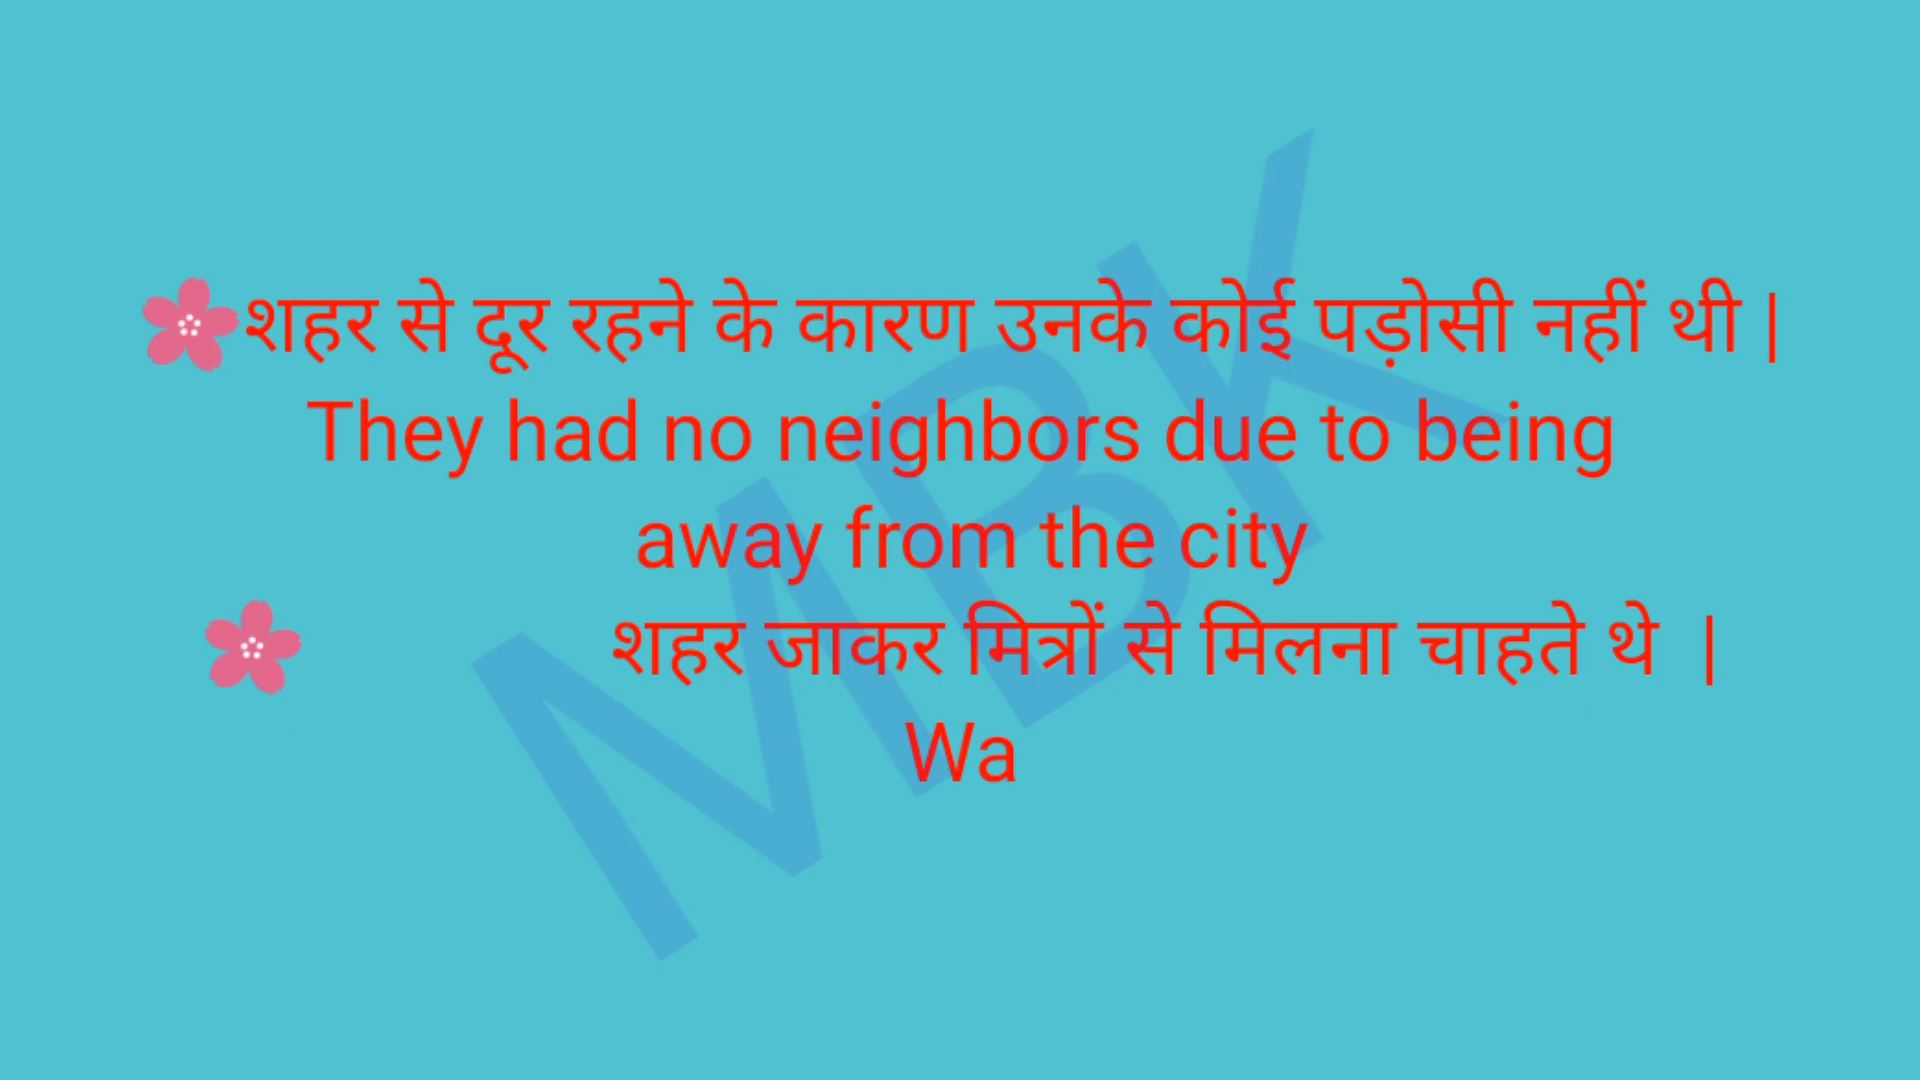 🌸शहर से दूर रहने के कारण उनके कोई पड़ोसी नहीं थी |
They had no neighbors due to being
away from the city
🌸 शहर जाकर मित्रों से मिलना चाहते थे |
Wa
MBK